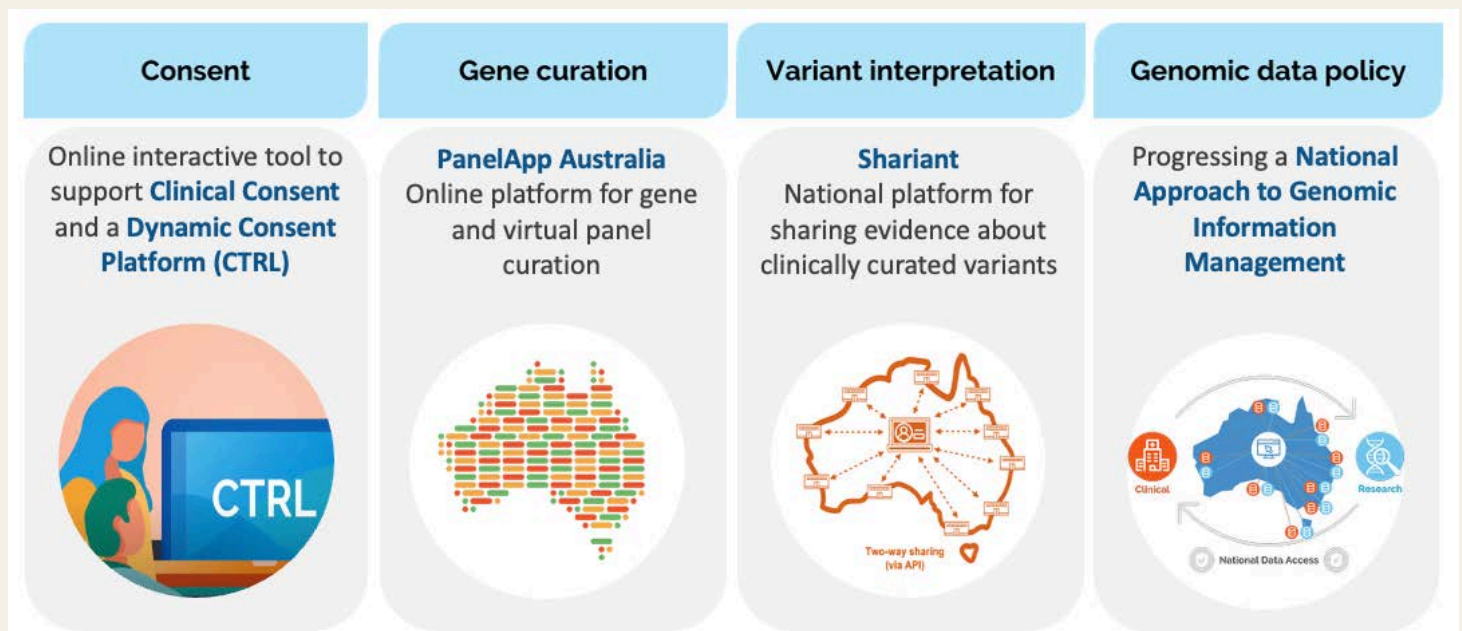 Consent
Online interactive tool to
support Clinical Consent
and a Dynamic Consent
Platform (CTRL)
CTRL
Gene curation
PanelApp Australia
Online platform for gene
and virtual panel
curation
Variant interpretation
Shariant
National platform for
sharing evidence about
clinically curated variants
Two-way sharing
(via API)
Genomic data policy
Progressing a National
Approach to Genomic
Information
Management
Clinical
Research
National Data Access